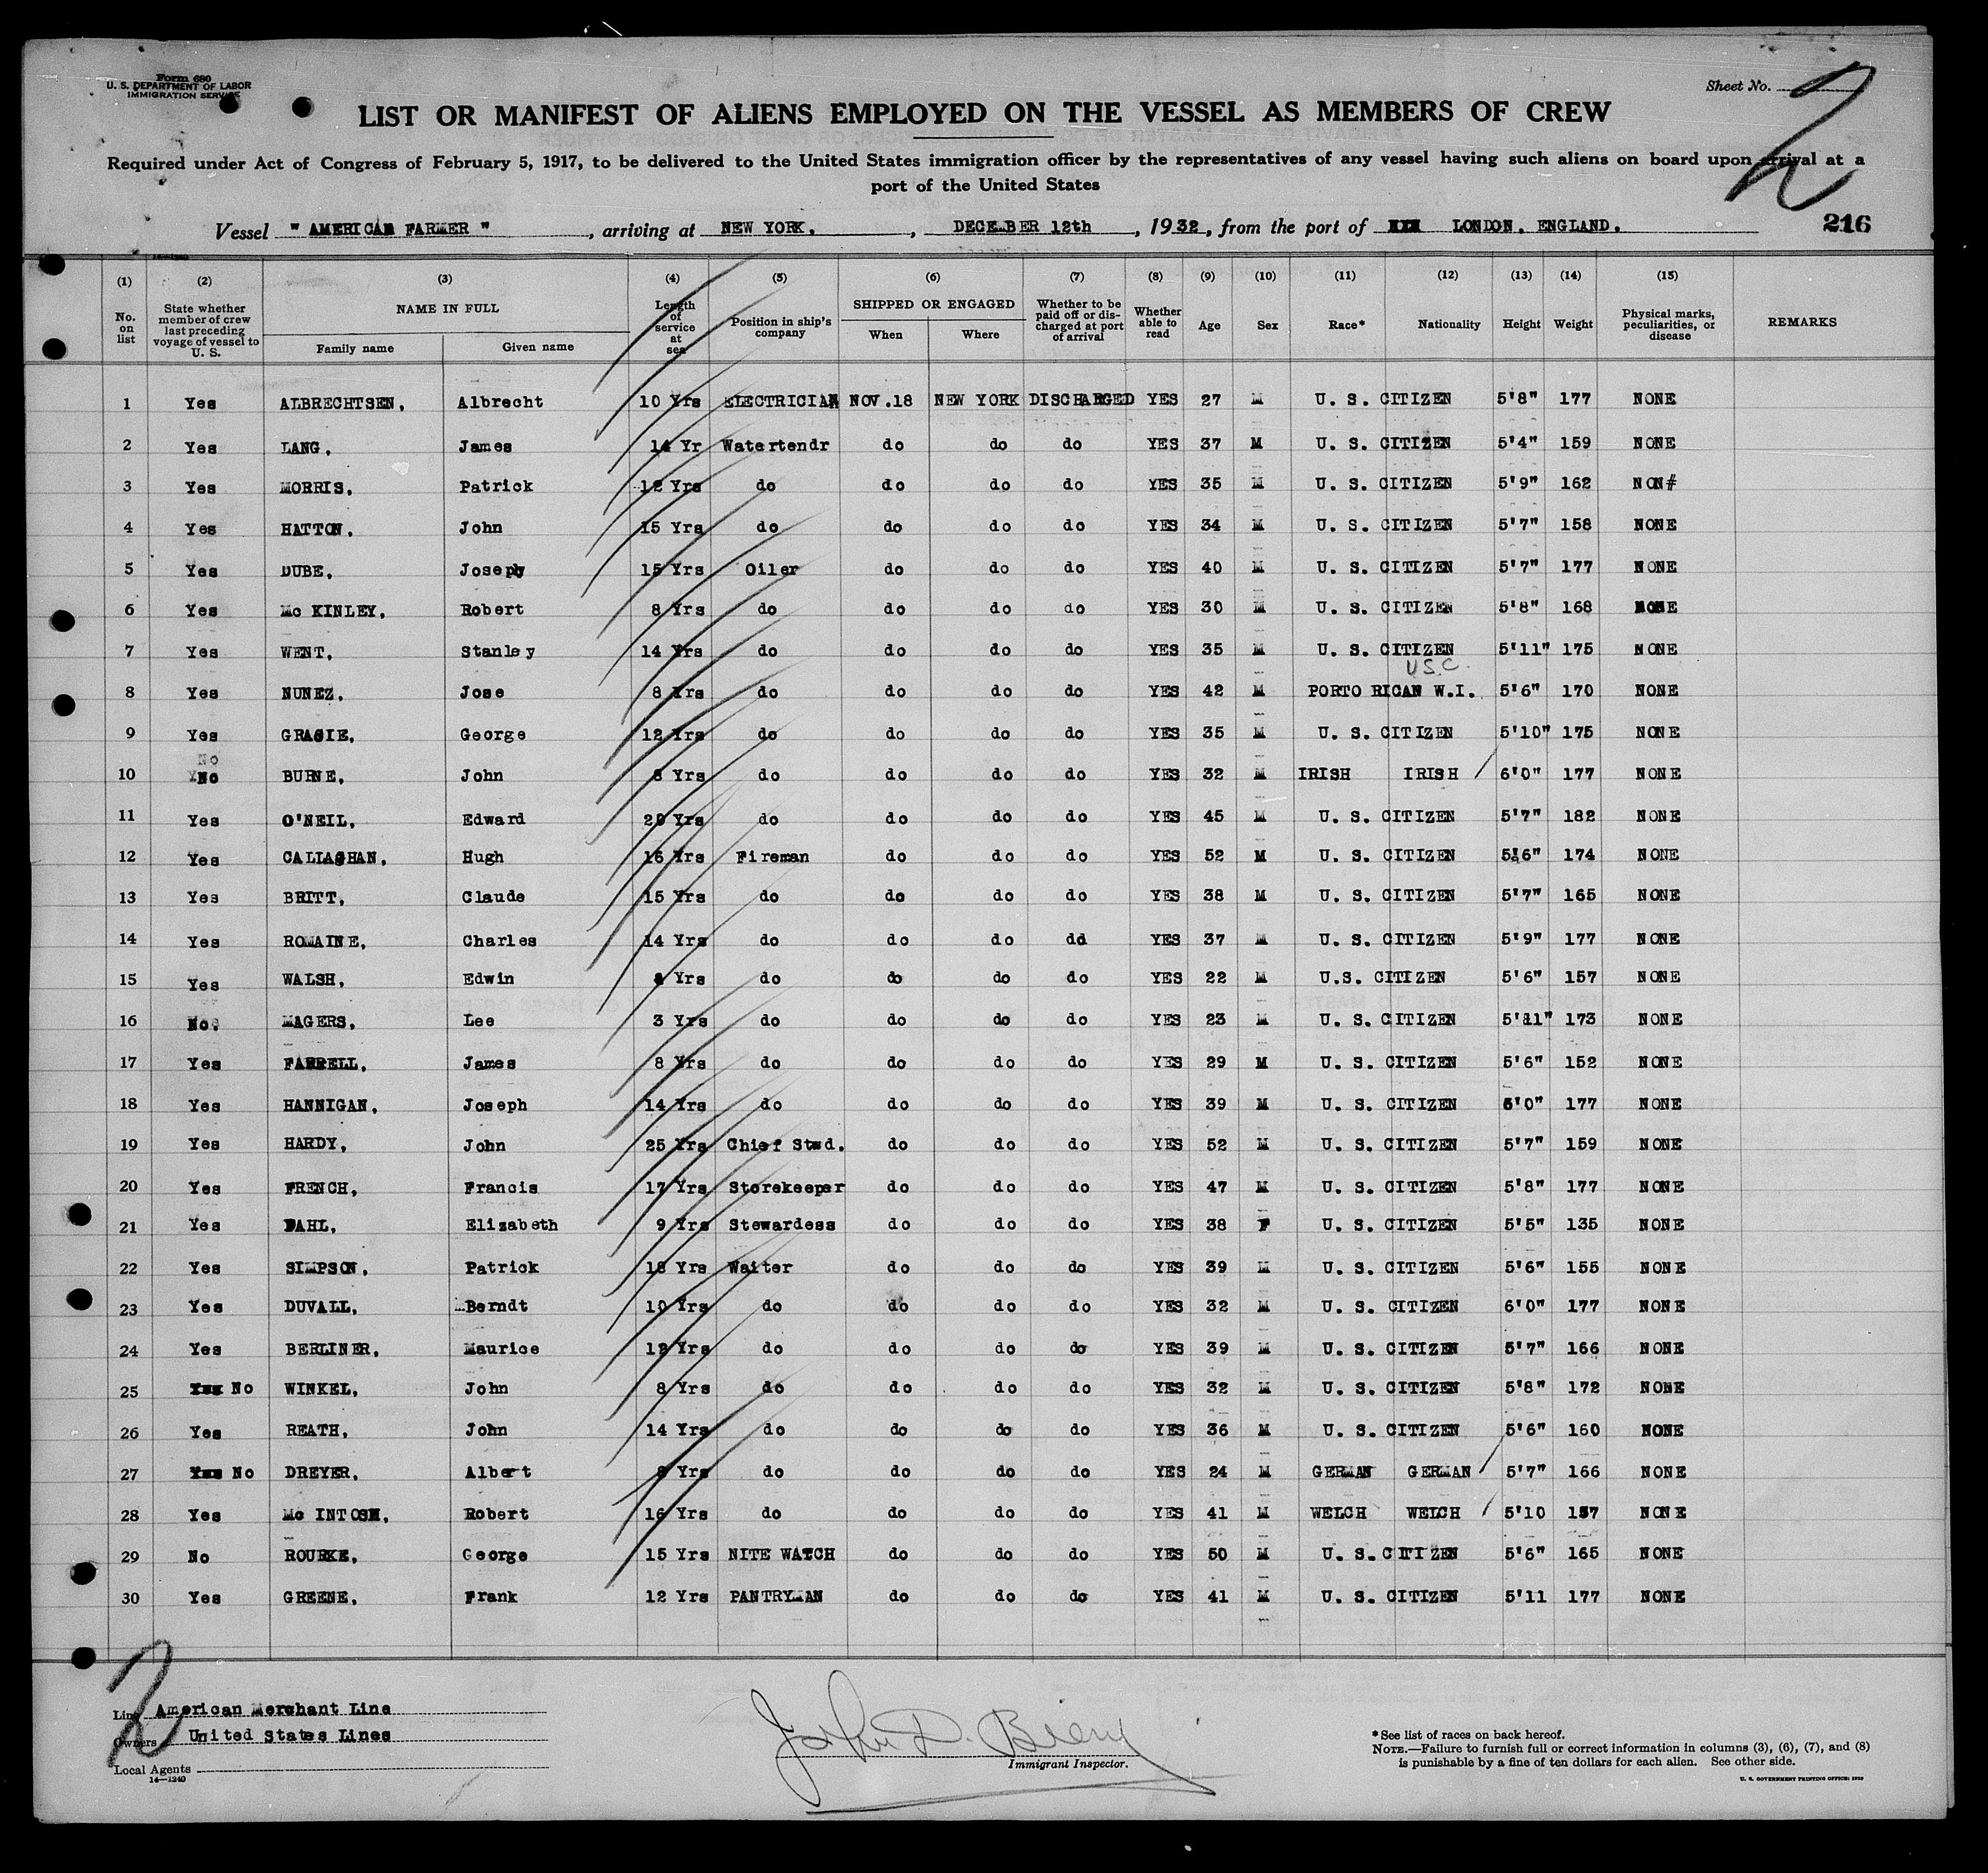 Form 680
U. S. DEPARTMENT OF LABOR
IMMIGRATION SERVICE
Sheet No. 2
LIST OR MANIFEST OF ALIENS EMPLOYED ON THE VESSEL AS MEMBERS OF CREW
Required under Act of Congress of February 5, 1917, to be delivered to the United States immigration officer by the representatives of any vessel having such aliens on board upon arrival at a
port of the United States
Vessel " AMERICAN FARMER ", arriving at NEW YORK, DECEMBER 12th, 1932, from the port of LONDON, ENGLAND.
216
(1) (2) (3) (4) (5) (6) (7) (8) (9) (10) (11) (12) (13) (14) (15)
No. on list
State whether member of crew last preceding voyage of vessel to U. S.
NAME IN FULL
Family name
Given name
Length of service at sea
Position in ship's company
SHIPPED OR ENGAGED
When
Where
Whether to be paid off or discharged at port of arrival
Whether able to read
Age
Sex
Race*
Nationality
Height
Weight
Physical marks, peculiarities, or disease
REMARKS
1 Yes ALBRECHTSEN, Albrecht 10 Yrs ELECTRICIAN NOV.18 NEW YORK DISCHARGED YES 27 M U. S. CITIZEN 5'8" 177 NONE
2 Yes LANG, James 14 Yr Watertendr do do do YES 37 M U. S. CITIZEN 5'4" 159 NONE
3 Yes MORRIS, Patrick 12 Yrs do do do do YES 35 M U. S. CITIZEN 5'9" 162 NON#
4 Yes HATTON, John 15 Yrs do do do do YES 34 M U. S. CITIZEN 5'7" 158 NONE
5 Yes DUBE, Joseph 15 Yrs Oiler do do do YES 40 M U. S. CITIZEN 5'7" 177 NONE
6 Yes Mc KINLEY, Robert 8 Yrs do do do do YES 30 M U. S. CITIZEN 5'8" 168 NONE
7 Yes WENT, Stanley 14 Yrs do do do do YES 35 M U. S. CITIZEN 5'11" 175 NONE
U.S.C.
8 Yes NUNEZ, Jose 8 Yrs do do do do YES 42 M PORTO RICAN W.I. 5'6" 170 NONE
9 Yes GRASIE, George 12 Yrs do do do do YES 35 M U. S. CITIZEN 5'10" 175 NONE
No
10 No BURNE, John 8 Yrs do do do do YES 32 M IRISH IRISH / 6'0" 177 NONE
11 Yes O'NEIL, Edward 20 Yrs do do do do YES 45 M U. S. CITIZEN 5'7" 182 NONE
12 Yes CALLAGHAN, Hugh 16 Yrs Fireman do do do YES 52 M U. S. CITIZEN 5'6" 174 NONE
13 Yes BRITT, Claude 15 Yrs do do do do YES 38 M U. S. CITIZEN 5'7" 165 NONE
14 Yes ROMAINE, Charles 14 Yrs do do do dd YES 37 M U. S. CITIZEN 5'9" 177 NONE
15 Yes WALSH, Edwin Yrs do do do do YES 22 M U.S. CITIZEN 5'6" 157 NONE
16 No. MAGERS, Lee 3 Yrs do do do do YES 23 M U. S. CITIZEN 5'11" 173 NONE
17 Yes FARRELL, James 8 Yrs do do do do YES 29 M U. S. CITIZEN 5'6" 152 NONE
18 Yes HANNIGAN, Joseph 14 Yrs do do do do YES 39 M U. S. CITIZEN 6'0" 177 NONE
19 Yes HARDY, John 25 Yrs Chief Stwd. do do do YES 52 M U. S. CITIZEN 5'7" 159 NONE
20 Yes FRENCH, Francis 17 Yrs Storekeeper do do do YES 47 M U. S. CITIZEN 5'8" 177 NONE
21 Yes DAHL, Elizabeth 9 Yrs Stewardess do do do YES 38 F U. S. CITIZEN 5'5" 135 NONE
22 Yes SIMPSON, Patrick 18 Yrs Waiter do do do YES 39 M U. S. CITIZEN 5'6" 155 NONE
23 Yes DUVALL, Berndt 10 Yrs do do do do YES 32 M U. S. CITIZEN 6'0" 177 NONE
24 Yes BERLINER, Maurice 12 Yrs do do do do YES 39 M U. S. CITIZEN 5'7" 166 NONE
25 Yes No WINKEL, John 8 Yrs do do do do YES 32 M U. S. CITIZEN 5'8" 172 NONE
26 Yes REATH, John 14 Yrs do do do do YES 36 M U. S. CITIZEN 5'6" 160 NONE
27 Yes No DREYER, Albert Yrs do do do do YES 24 M GERMAN GERMAN / 5'7" 166 NONE
28 Yes Mc INTOSH, Robert 16 Yrs do do do do YES 41 M WELCH WELCH / 5'10 157 NONE
29 No ROURKE, George 15 Yrs NITE WATCH do do do YES 50 M U. S. CITIZEN 5'6" 165 NONE
30 Yes GREENE, Frank 12 Yrs PANTRYMAN do do do YES 41 M U. S. CITIZEN 5'11 177 NONE
2
Line American Merchant Line
Owners United States Lines
Local Agents
14—1240
John D.
Immigrant Inspector.
*See list of races on back hereof.
NOTE.—Failure to furnish full or correct information in columns (3), (6), (7), and (8)
is punishable by a fine of ten dollars for each alien. See other side.
U. S. GOVERNMENT PRINTING OFFICE: